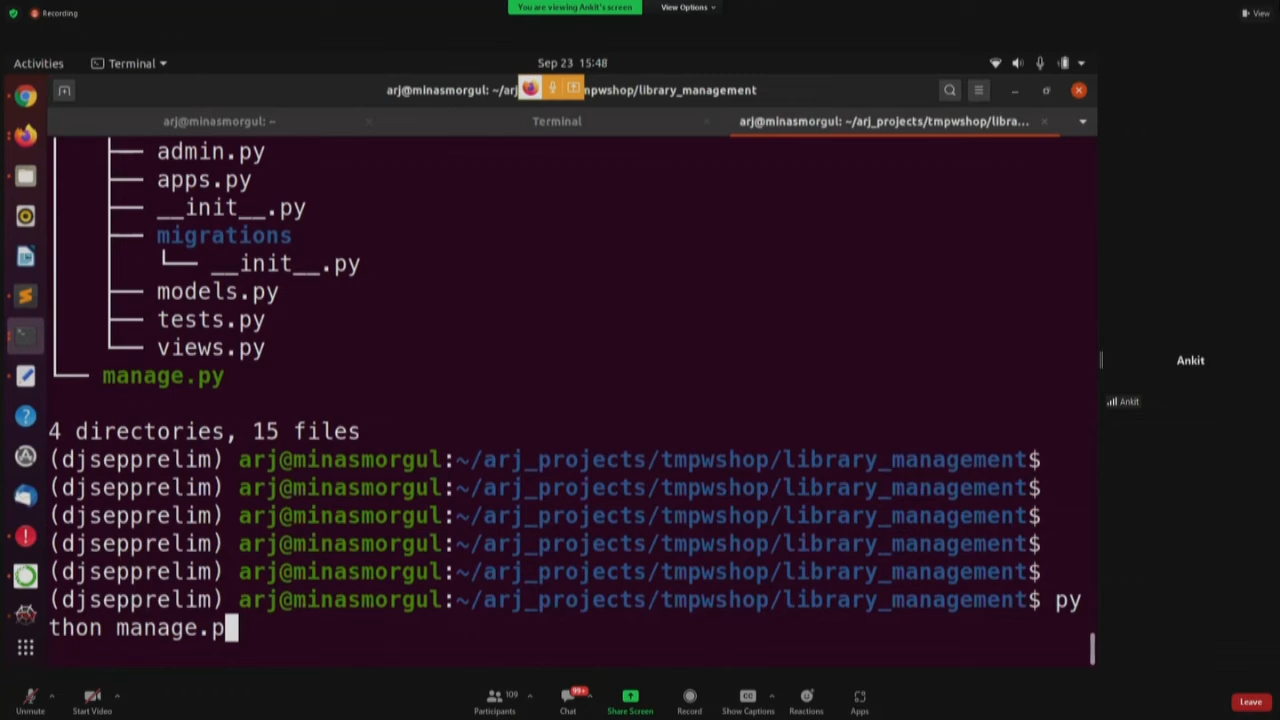 Recording
You are viewing Ankit's screen
View Options
View
Activities
Terminal
Sep 23 15:48
arj@minasmorgul: ~/arj
mpwshop/library_management
arj@minasmorgul: ~
Terminal
arj@minasmorgul: ~/arj_projects/tmpwshop/libra...
├── admin.py
├── apps.py
├── __init__.py
├── migrations
│   └── __init__.py
├── models.py
├── tests.py
└── views.py
└── manage.py
4 directories, 15 files
(djsepprelim) arj@minasmorgul:~/arj_projects/tmpwshop/library_management$
(djsepprelim) arj@minasmorgul:~/arj_projects/tmpwshop/library_management$
(djsepprelim) arj@minasmorgul:~/arj_projects/tmpwshop/library_management$
(djsepprelim) arj@minasmorgul:~/arj_projects/tmpwshop/library_management$
(djsepprelim) arj@minasmorgul:~/arj_projects/tmpwshop/library_management$
(djsepprelim) arj@minasmorgul:~/arj_projects/tmpwshop/library_management$ py
thon manage.p
Ankit
Ankit
Unmute
Start Video
Participants
109
Chat
99+
Share Screen
Record
Show Captions
Reactions
Apps
Leave